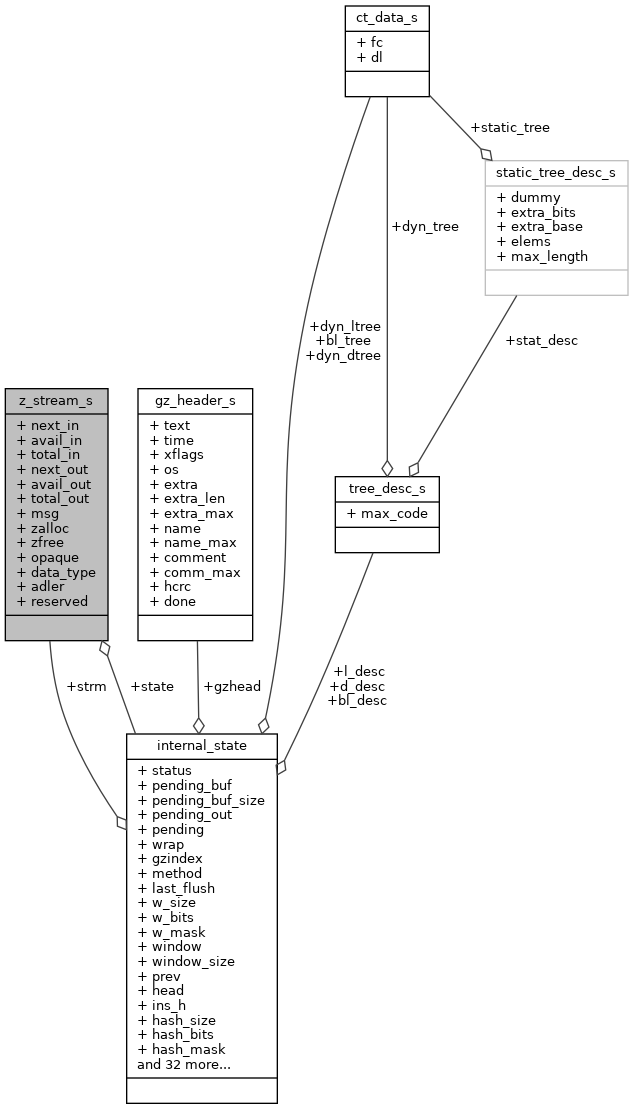 ct_data_s
+ fc
+ dl
+static_tree
static_tree_desc_s
+ dummy
+ extra_bits
+ extra_base
+ elems
+ max_length
+dyn_tree
+dyn_ltree
+bl_tree
+dyn_dtree
+stat_desc
z_stream_s
+ next_in
+ avail_in
+ total_in
+ next_out
+ avail_out
+ total_out
+ msg
+ zalloc
+ zfree
+ opaque
+ data_type
+ adler
+ reserved
gz_header_s
+ text
+ time
+ xflags
+ os
+ extra
+ extra_len
+ extra_max
+ name
+ name_max
+ comment
+ comm_max
+ hcrc
+ done
tree_desc_s
+ max_code
+strm
+state
+gzhead
+l_desc
+d_desc
+bl_desc
internal_state
+ status
+ pending_buf
+ pending_buf_size
+ pending_out
+ pending
+ wrap
+ gzindex
+ method
+ last_flush
+ w_size
+ w_bits
+ w_mask
+ window
+ window_size
+ prev
+ head
+ ins_h
+ hash_size
+ hash_bits
+ hash_mask
and 32 more...